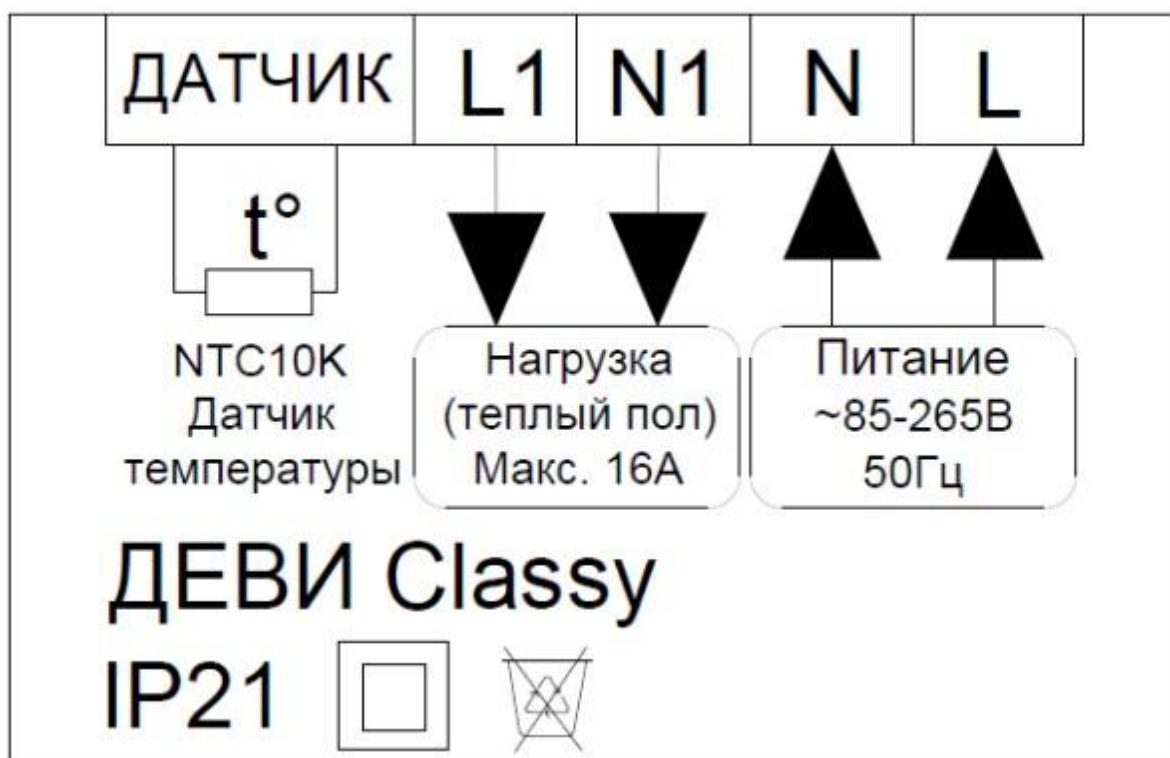 ДАТЧИК L1 N1 N L
t°
NTC10K
Датчик
температуры
Нагрузка
(теплый пол)
Макс. 16А
Питание
~85-265В
50Гц
ДЕВИ Classy
IP21